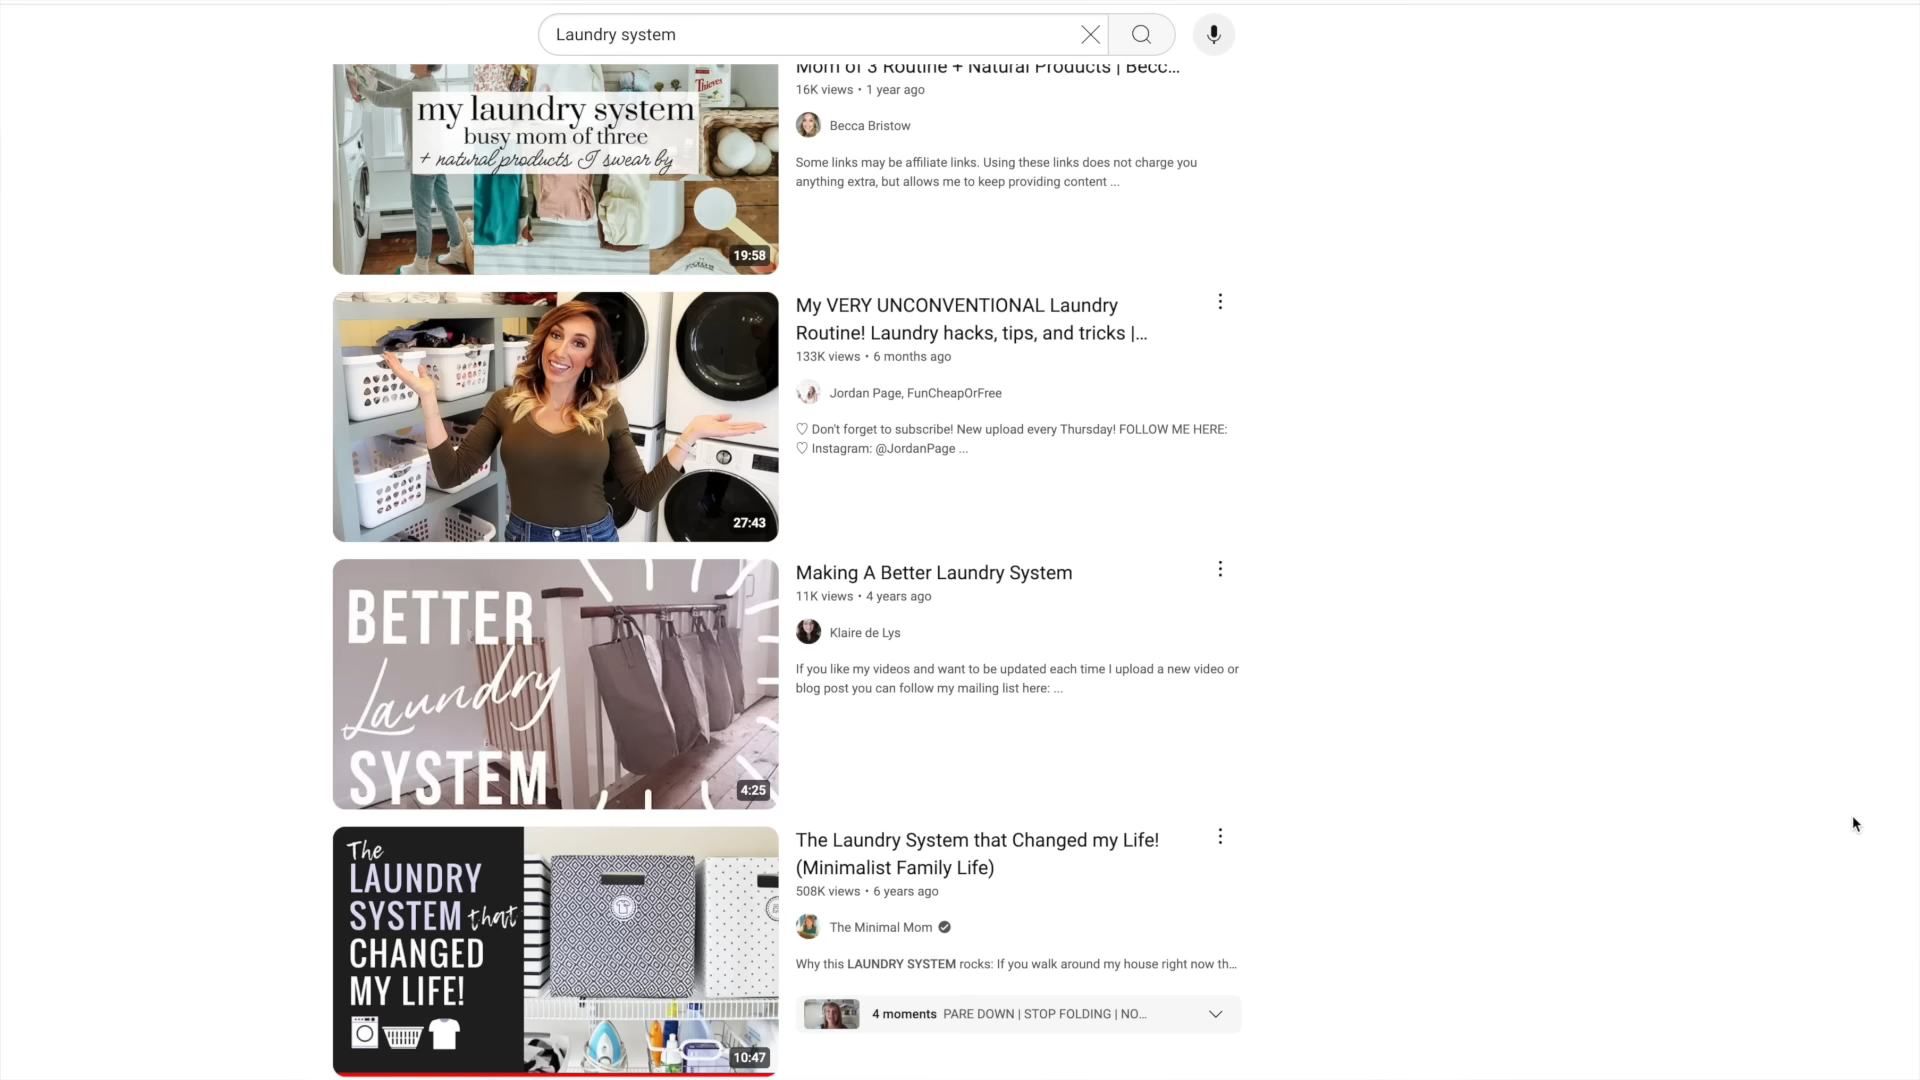 Laundry system
Mom of 3 Routine + Natural Products | Becc...
16K views • 1 year ago
Becca Bristow
Some links may be affiliate links. Using these links does not charge you
anything extra, but allows me to keep providing content ...
Thieves
my laundry system
busy mom of three
+ natural products I swear by
19:58
My VERY UNCONVENTIONAL Laundry
Routine! Laundry hacks, tips, and tricks |...
133K views • 6 months ago
Jordan Page, FunCheapOrFree
♡ Don't forget to subscribe! New upload every Thursday! FOLLOW ME HERE:
♡ Instagram: @JordanPage ...
27:43
Making A Better Laundry System
11K views • 4 years ago
Klaire de Lys
If you like my videos and want to be updated each time I upload a new video or
blog post you can follow my mailing list here: ...
BETTER
Laundry
SYSTEM
4:25
The Laundry System that Changed my Life!
(Minimalist Family Life)
508K views • 6 years ago
The Minimal Mom
Why this LAUNDRY SYSTEM rocks: If you walk around my house right now th...
4 moments PARE DOWN | STOP FOLDING | NO...
The
LAUNDRY
SYSTEM that
CHANGED
MY LIFE!
10:47